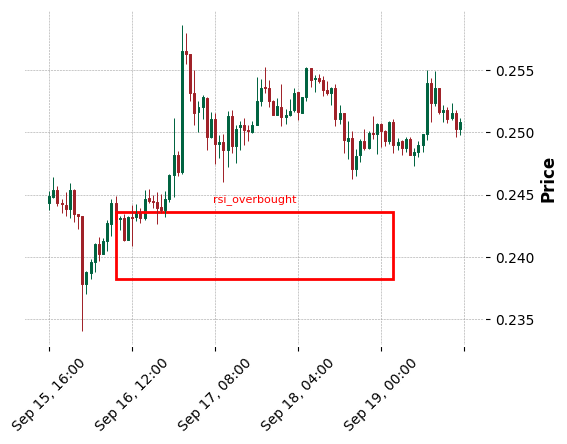 rsi_overbought
0.255
0.250
0.245
0.240
0.235
Price
Sep 15, 16:00
Sep 16, 12:00
Sep 17, 08:00
Sep 18, 04:00
Sep 19, 00:00